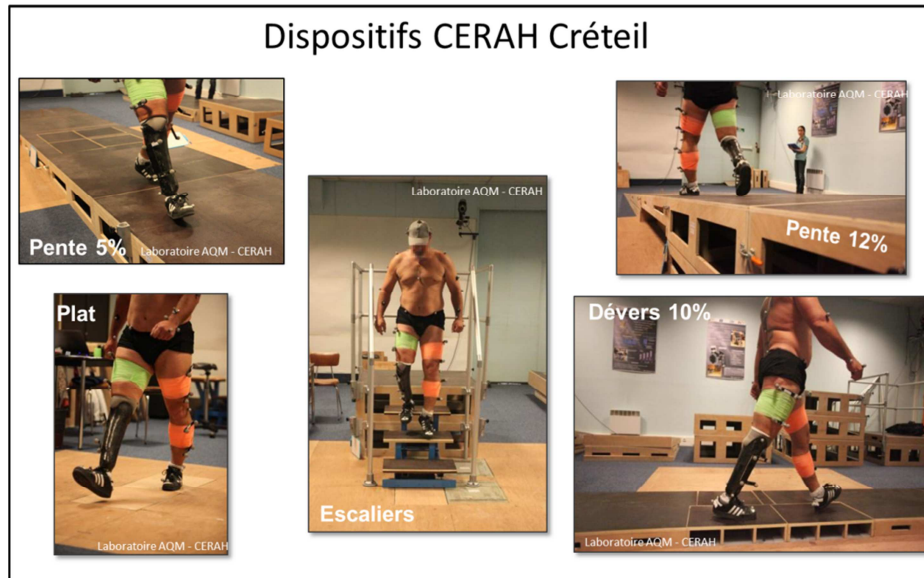 Dispositifs CERAH Créteil
Pente 5%
Laboratoire AQM - CERAH
Laboratoire AQM - CERAH
Pente 12%
Laboratoire AQM - CERAH
Escaliers
Plat
Laboratoire AQM - CERAH
Dévers 10%
Laboratoire AQM - CERAH